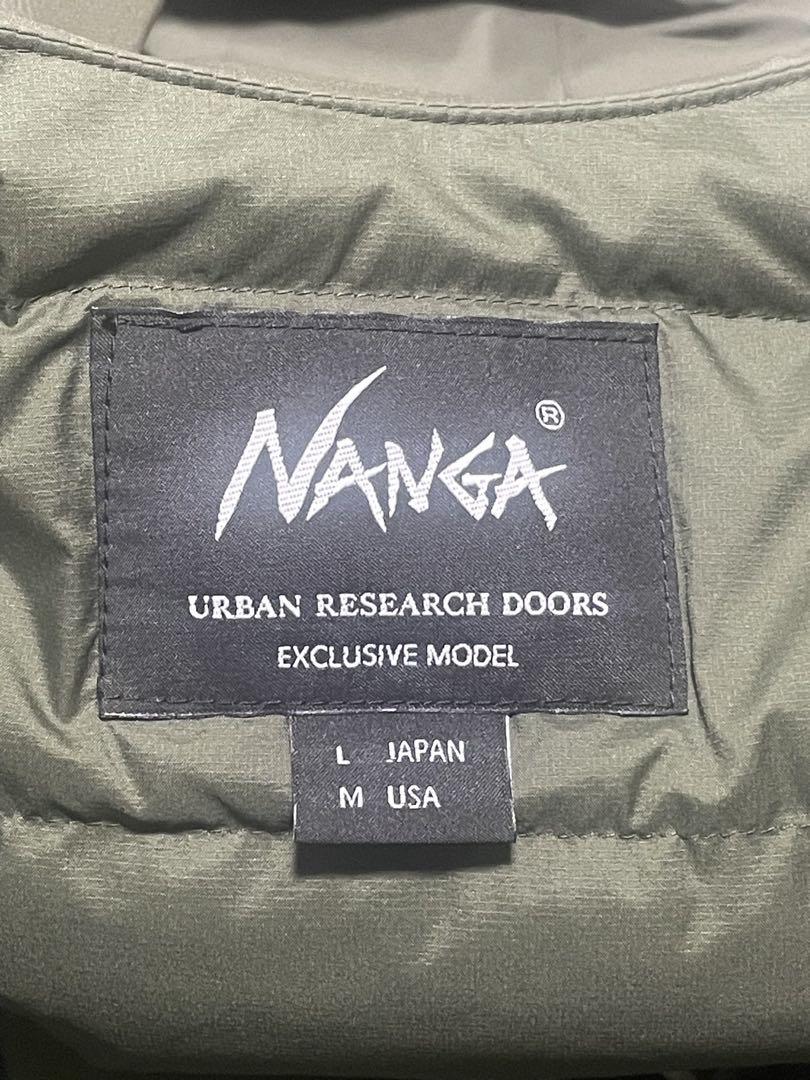 NANGA®
URBAN RESEARCH DOORS
EXCLUSIVE MODEL
L JAPAN
M USA